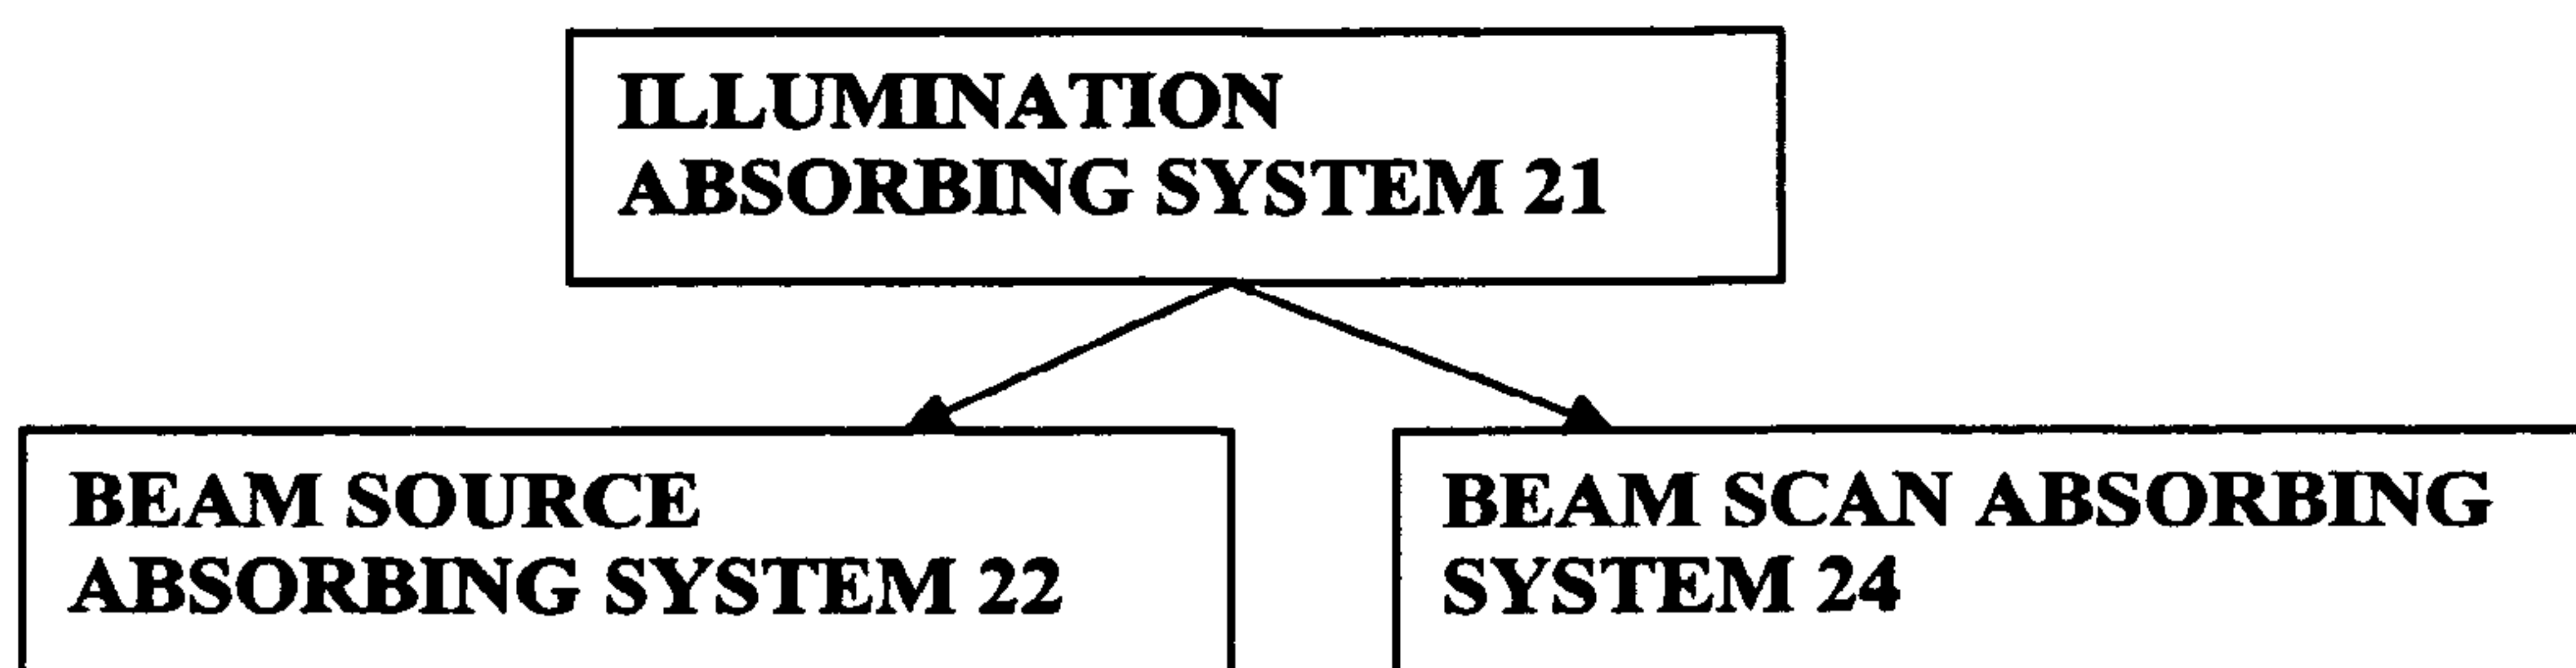 ILLUMINATION
ABSORBING SYSTEM 21
BEAM SOURCE
ABSORBING SYSTEM 22
BEAM SCAN ABSORBING
SYSTEM 24